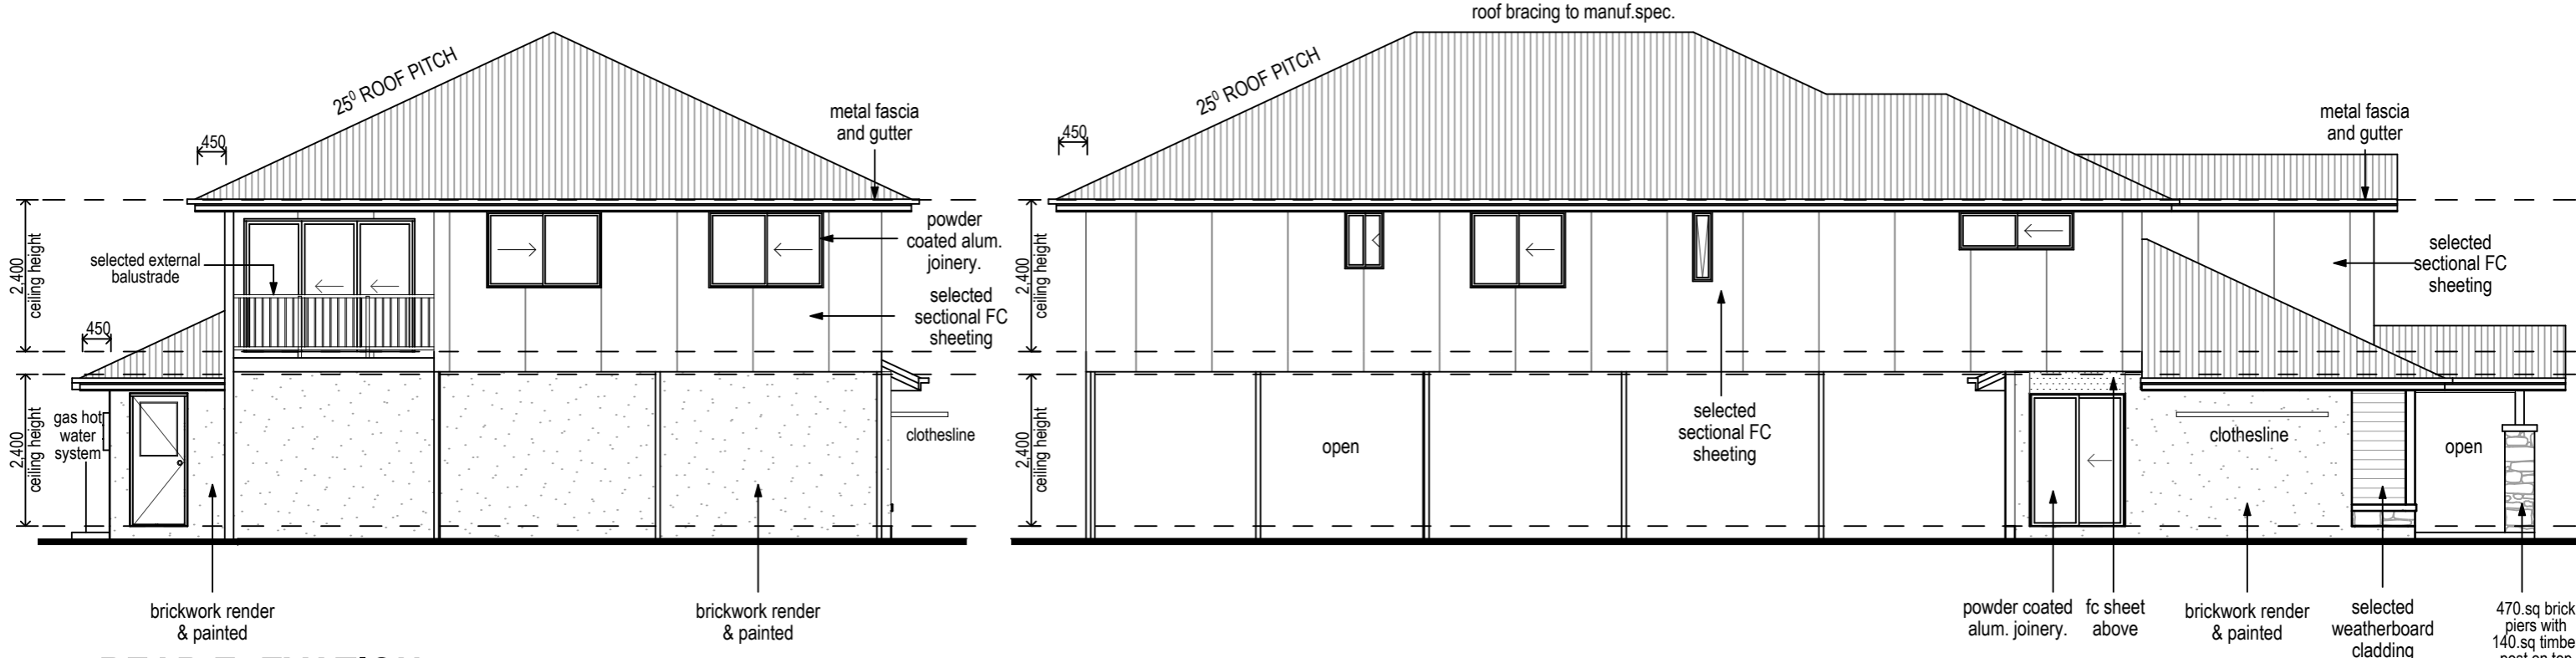 roof bracing to manuf.spec.
25⁰ ROOF PITCH
450
metal fascia
and gutter
2,400
ceiling height
selected external
balustrade
powder
coated alum.
joinery.
selected
sectional FC
sheeting
450
2,400
ceiling height
gas hot
water
system
clothesline
brickwork render
& painted
brickwork render
& painted
25⁰ ROOF PITCH
450
metal fascia
and gutter
2,400
ceiling height
selected
sectional FC
sheeting
2,400
ceiling height
open
selected
sectional FC
sheeting
clothesline
open
powder coated
alum. joinery.
fc sheet
above
brickwork render
& painted
selected
weatherboard
cladding
470.sq brick
piers with
140.sq timbe